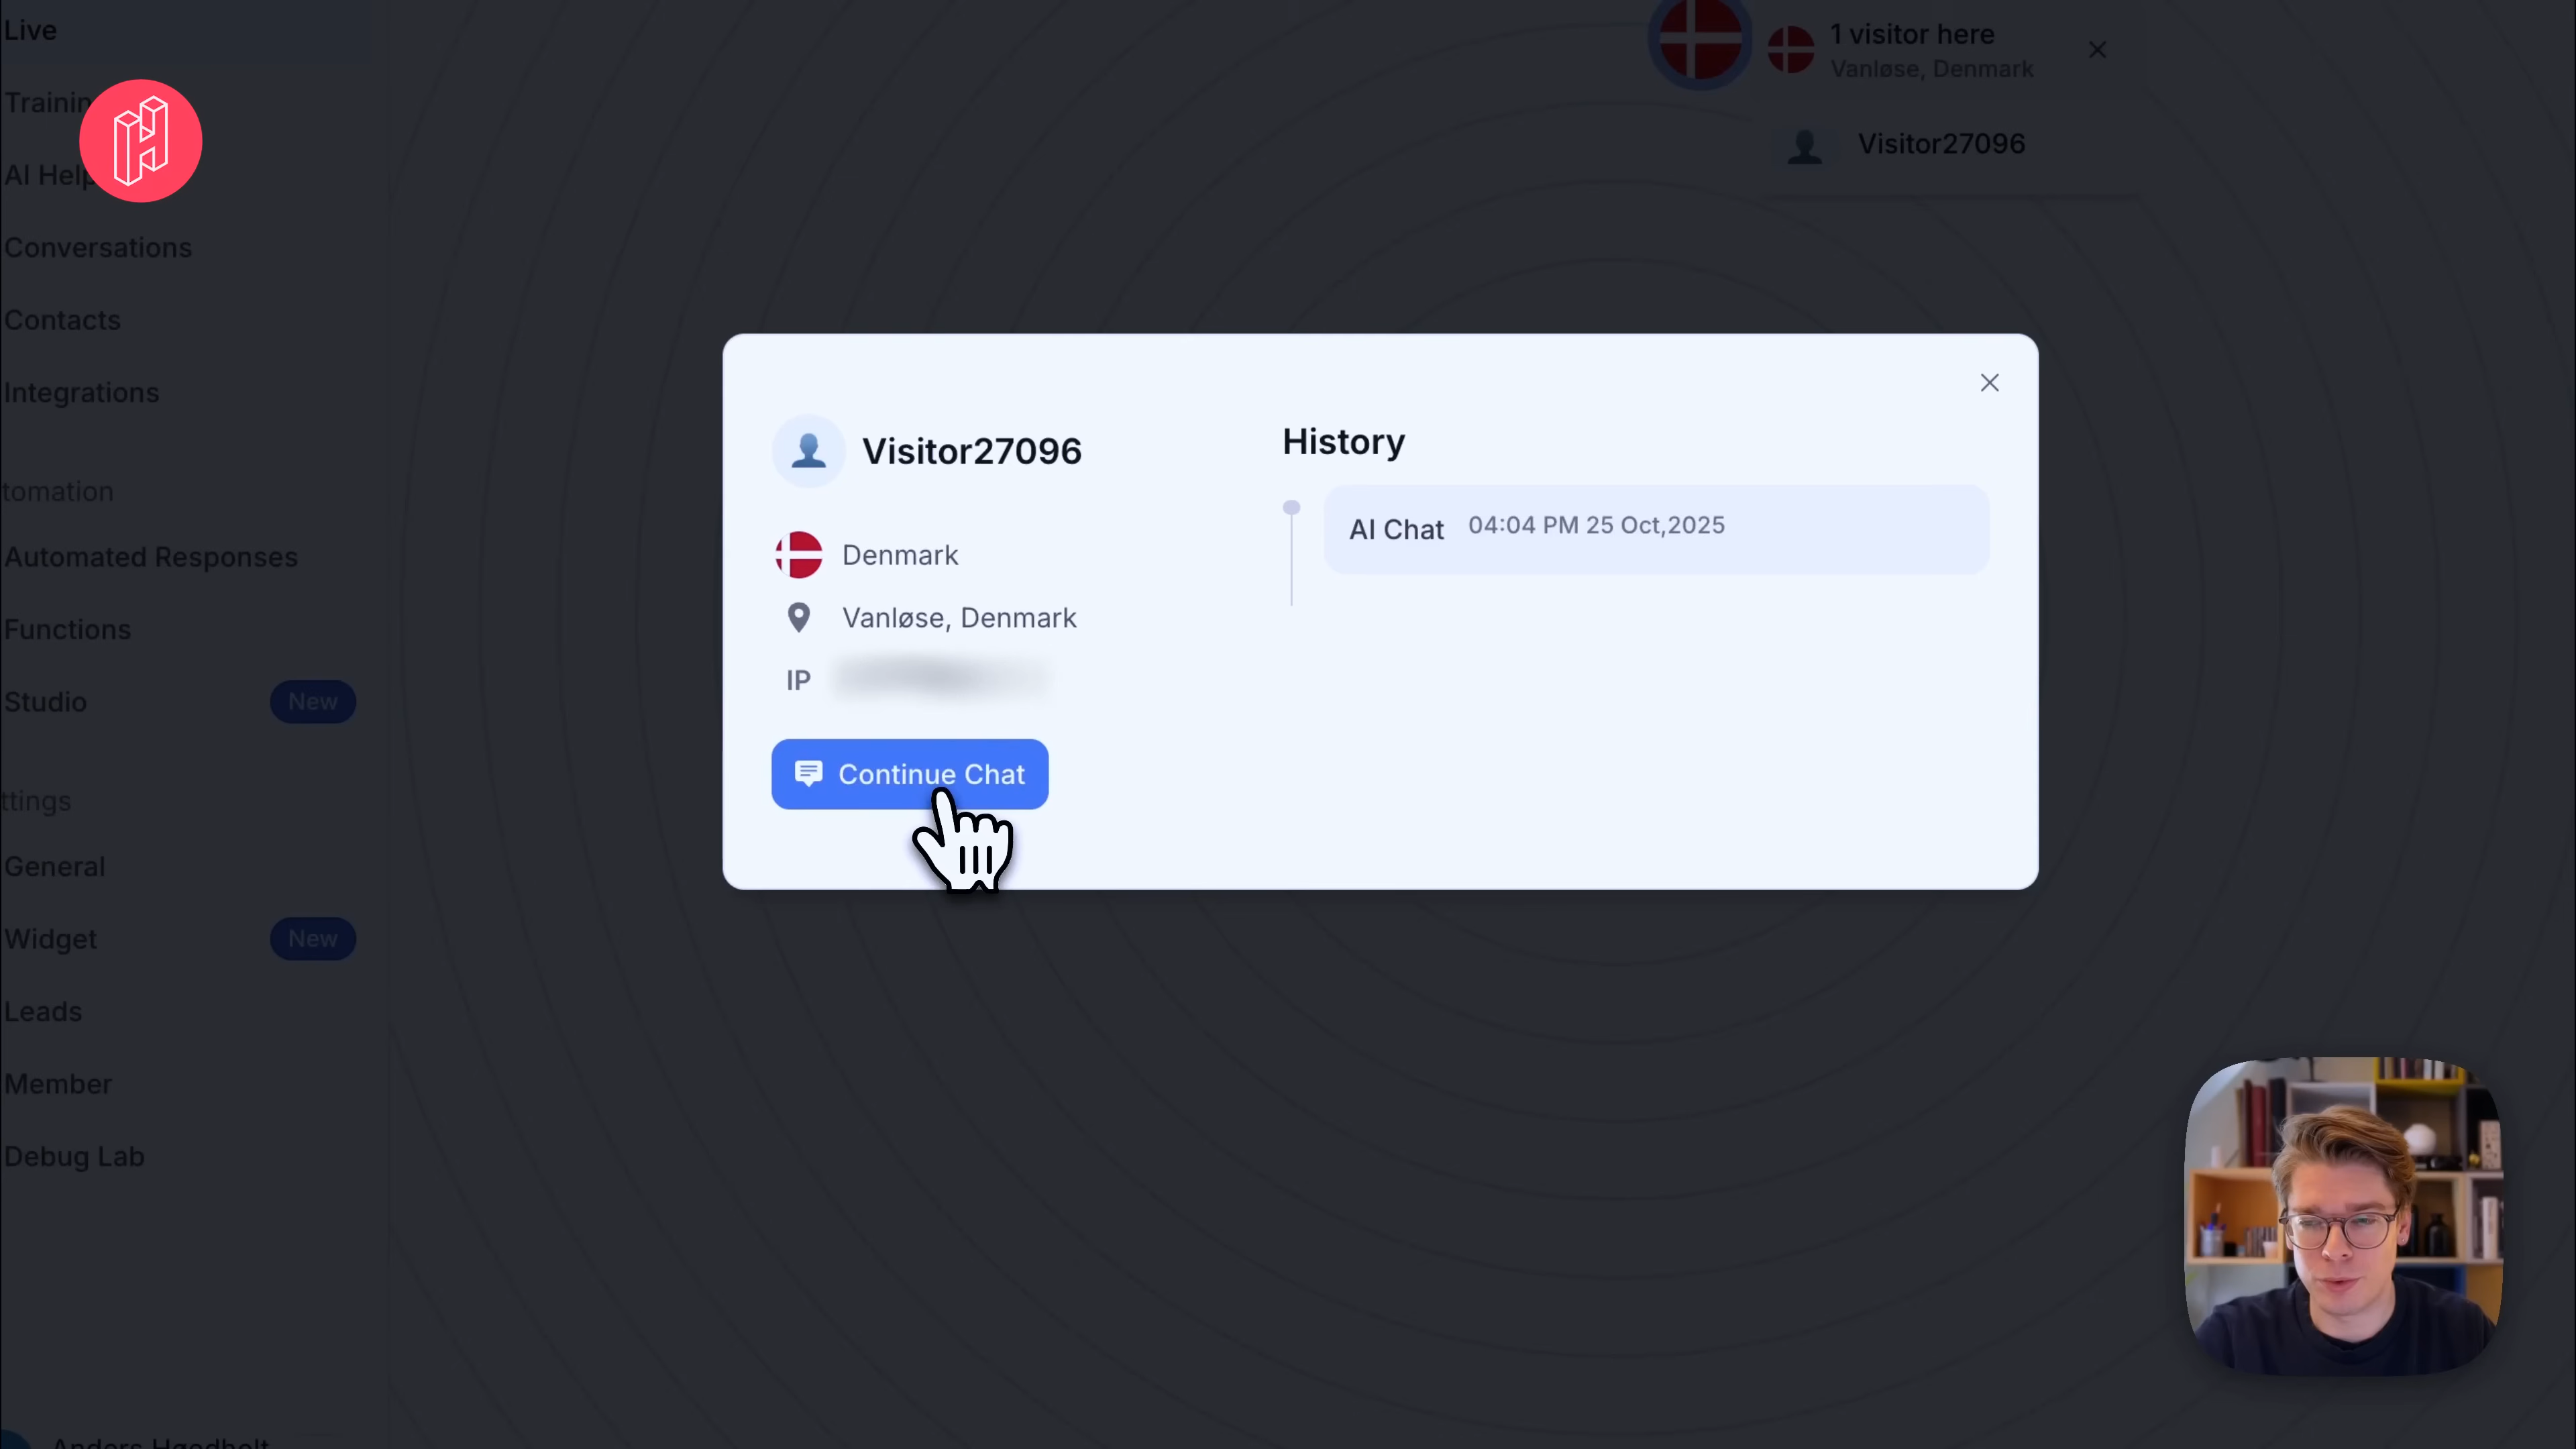 Live
Trainin
AI Help
Conversations
Contacts
Integrations
tomation
Automated Responses
Functions
Studio
New
ttings
General
Widget
New
Leads
Member
Debug Lab
1 visitor here
Vanløse, Denmark
Visitor27096
Visitor27096
Denmark
Vanløse, Denmark
IP
Continue Chat
History
AI Chat 04:04 PM 25 Oct,2025